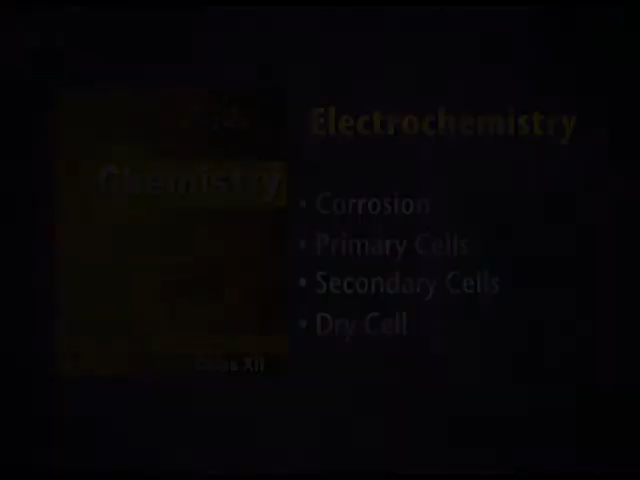 Chemistry
Electrochemistry
• Corrosion
• Primary Cells
• Secondary Cells
• Dry Cell
Class XII